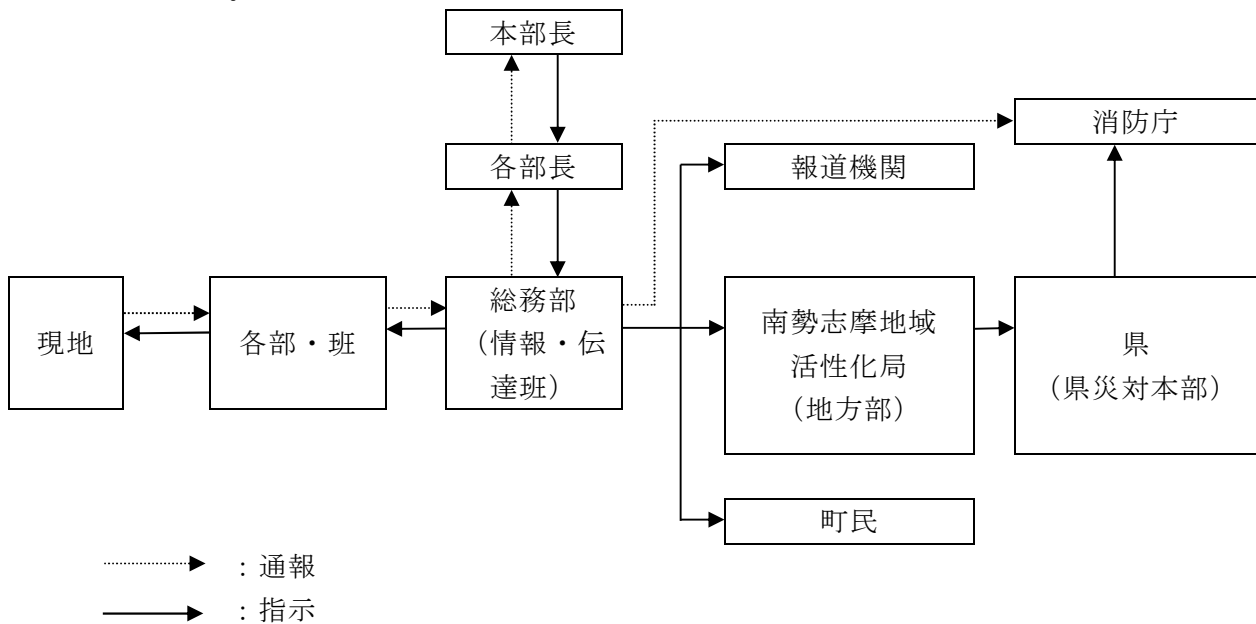 本部長
消防庁
各部長
報道機関
現地
各部・班
総務部
（情報・伝
達班）
南勢志摩地域
活性化局
（地方部）
県
（県災対本部）
町民
：通報
：指示